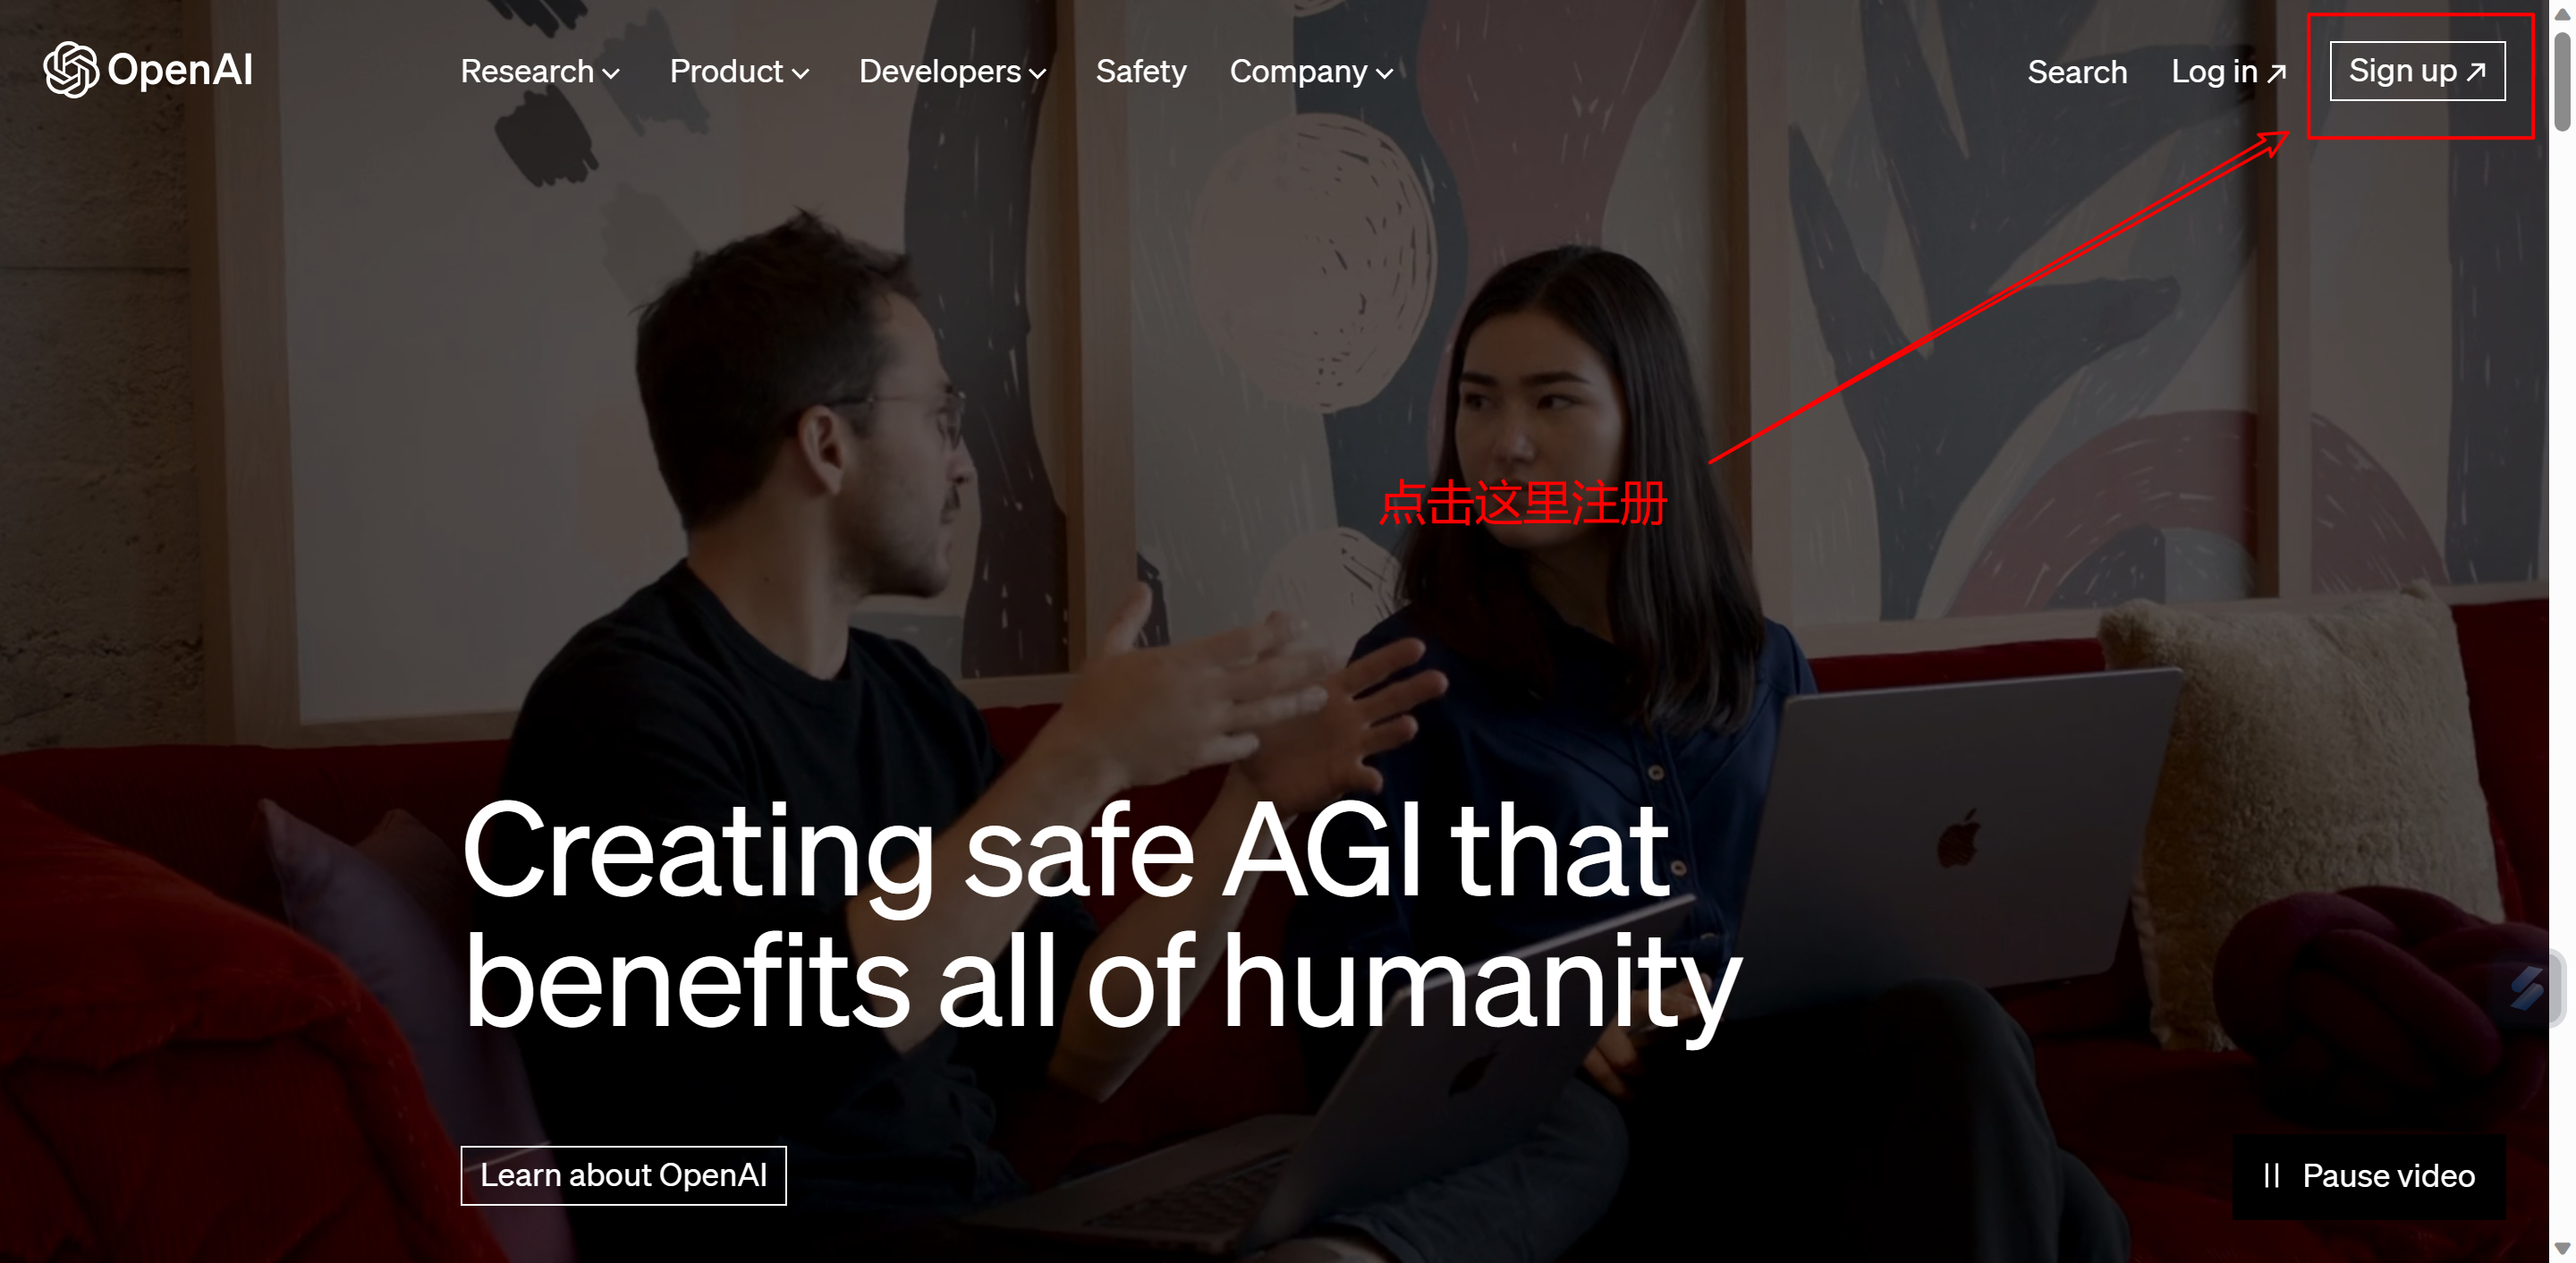 OpenAI
Research
Product
Developers
Safety
Company
Search
Log in ↗
Sign up ↗
点击这里注册
Creating safe AGI that
benefits all of humanity
Learn about OpenAI
Pause video